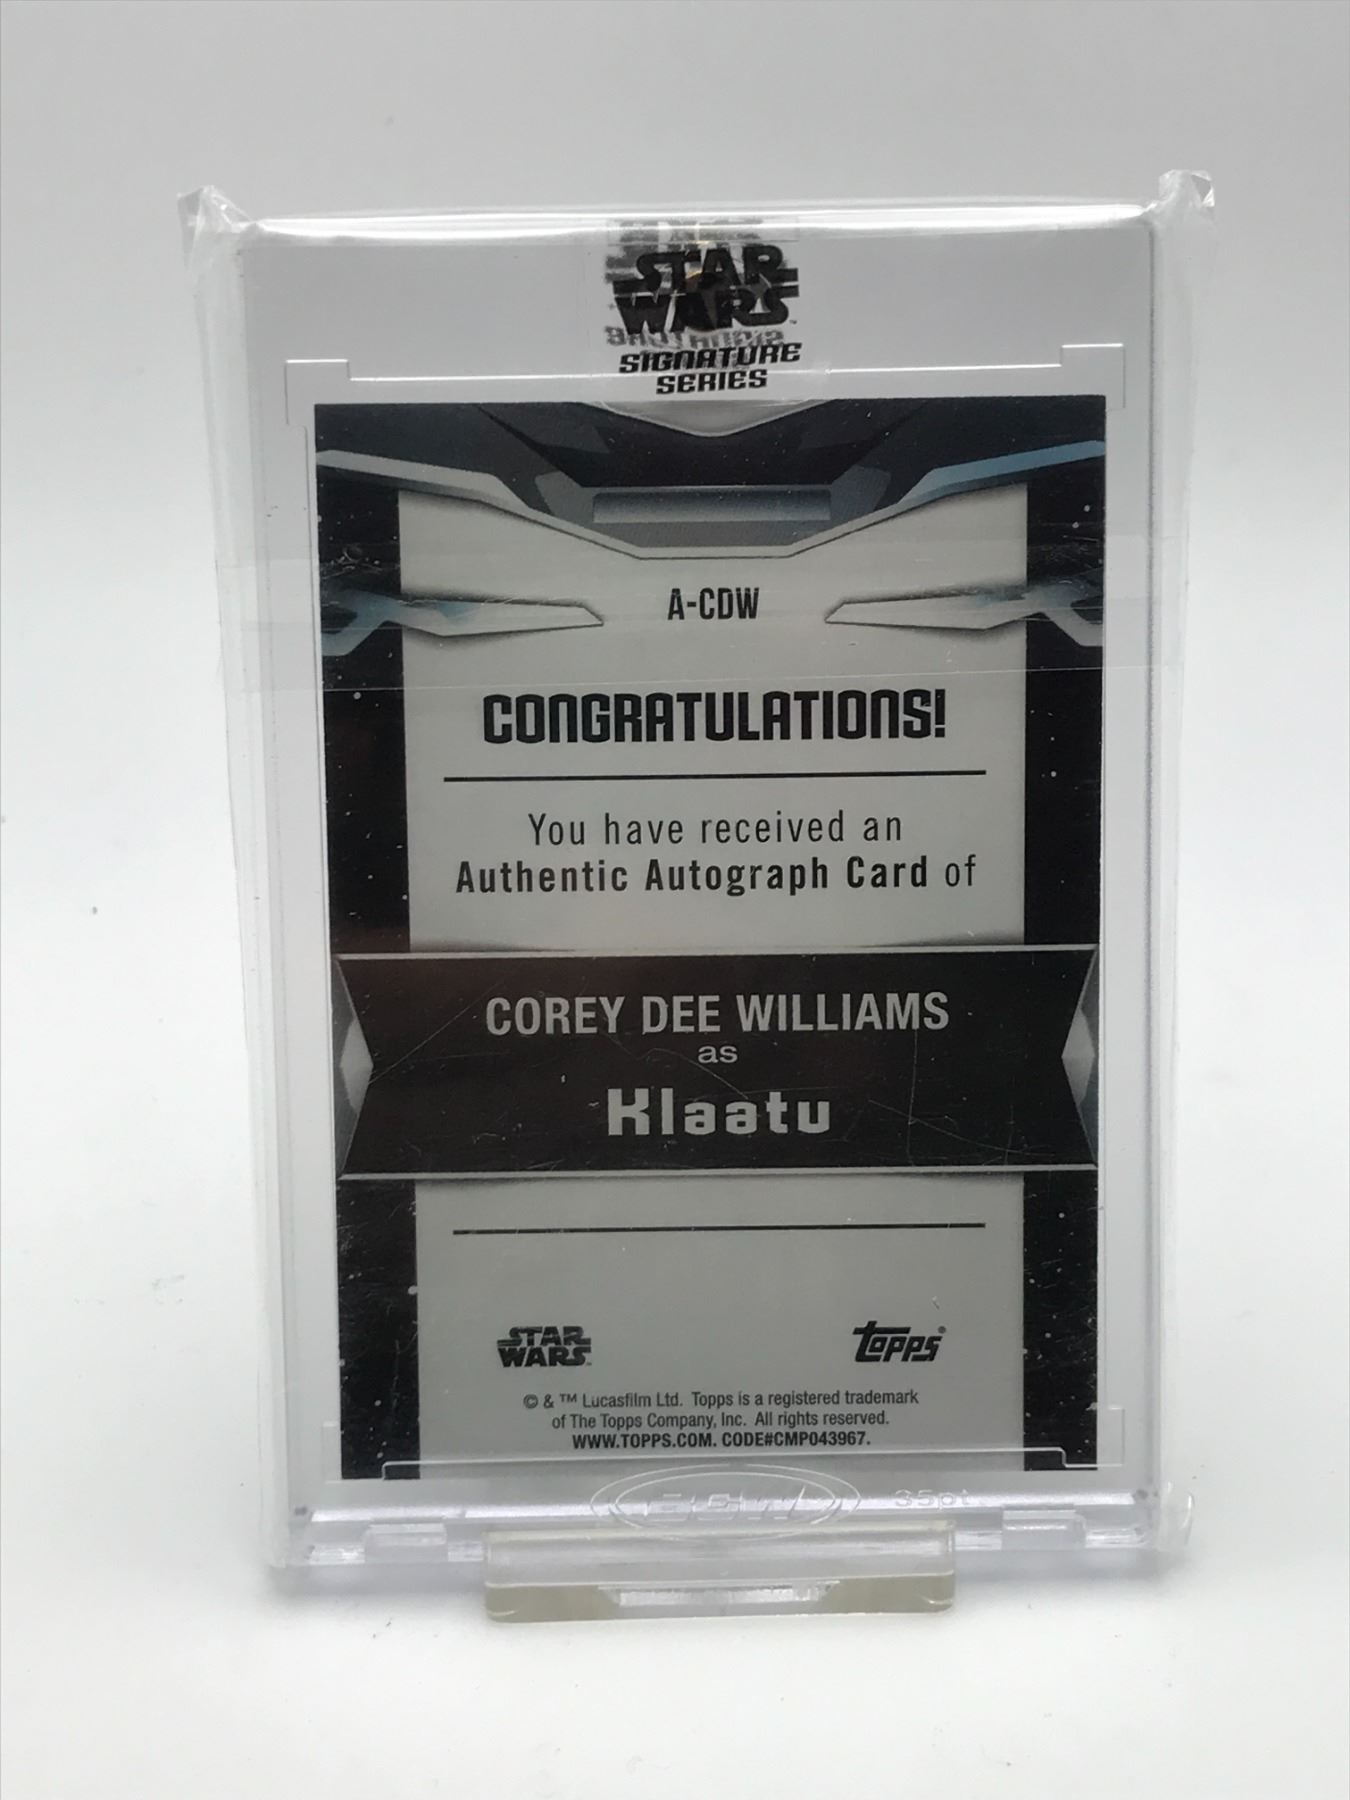 STAR
WARS
SIGNATURE
SERIES
A-CDW
CONGRATULATIONS!
You have received an
Authentic Autograph Card of
COREY DEE WILLIAMS
as
Klaatu
STAR
WARS
topps®
© & ™ Lucasfilm Ltd. Topps is a registered trademark
of The Topps Company, Inc. All rights reserved.
WWW.TOPPS.COM. CODE#CMP043967.
BCW 35pt